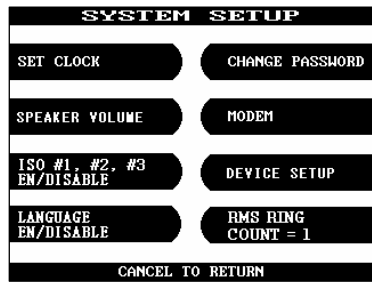 SYSTEM SETUP
SET CLOCK
CHANGE PASSWORD
SPEAKER VOLUME
MODEM
ISO #1, #2, #3
EN/DISABLE
DEVICE SETUP
LANGUAGE
EN/DISABLE
RMS RING
COUNT = 1
CANCEL TO RETURN